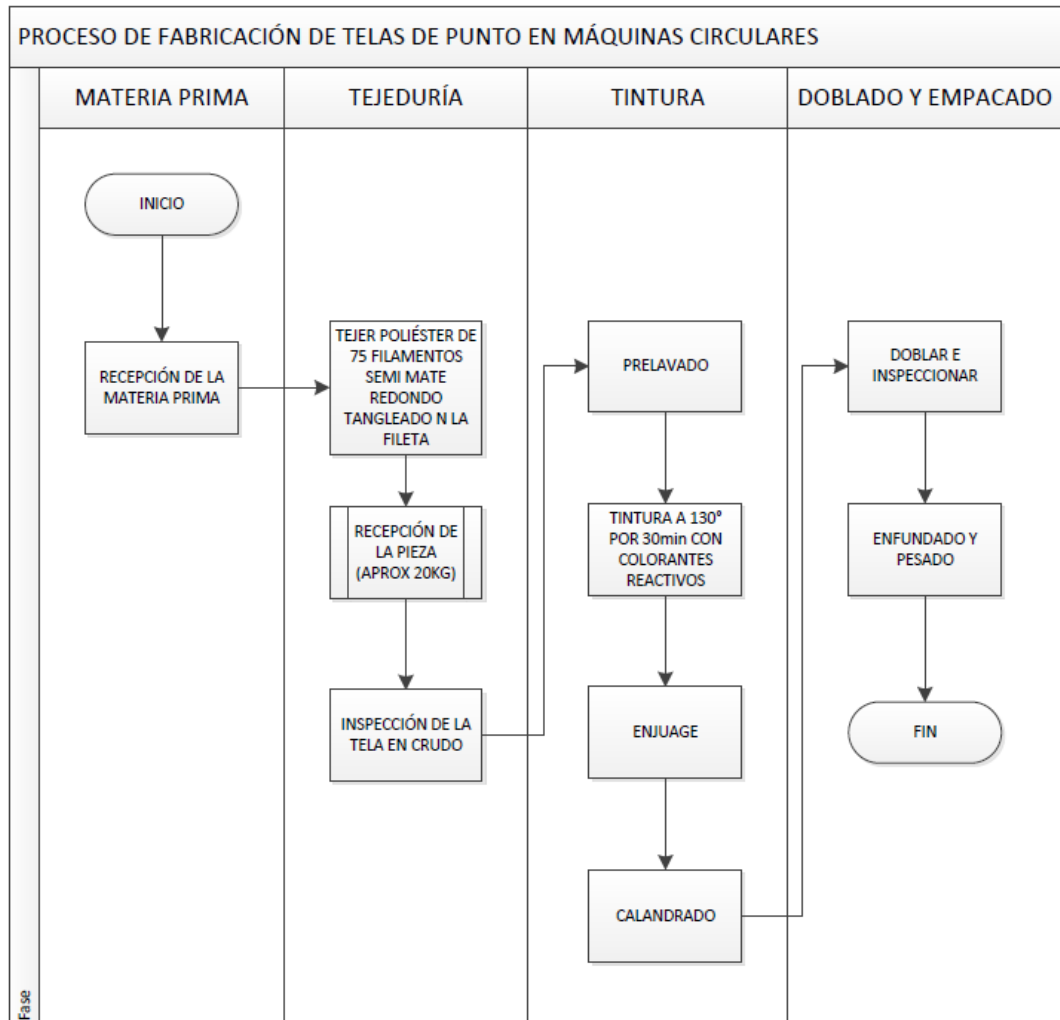 PROCESO DE FABRICACIÓN DE TELAS DE PUNTO EN MÁQUINAS CIRCULARES
MATERIA PRIMA
TEJEDURÍA
TINTURA
DOBLADO Y EMPACADO
INICIO
RECEPCIÓN DE LA
MATERIA PRIMA
TEJER POLIÉSTER DE
75 FILAMENTOS
SEMI MATE
REDONDO
TANGLEADO N LA
FILETA
RECEPCIÓN DE
LA PIEZA
(APROX 20KG)
INSPECCIÓN DE LA
TELA EN CRUDO
PRELAVADO
TINTURA A 130°
POR 30min CON
COLORANTES
REACTIVOS
ENJUAGE
CALANDRADO
DOBLAR E
INSPECCIONAR
ENFUNDADO Y
PESADO
FIN
Fase